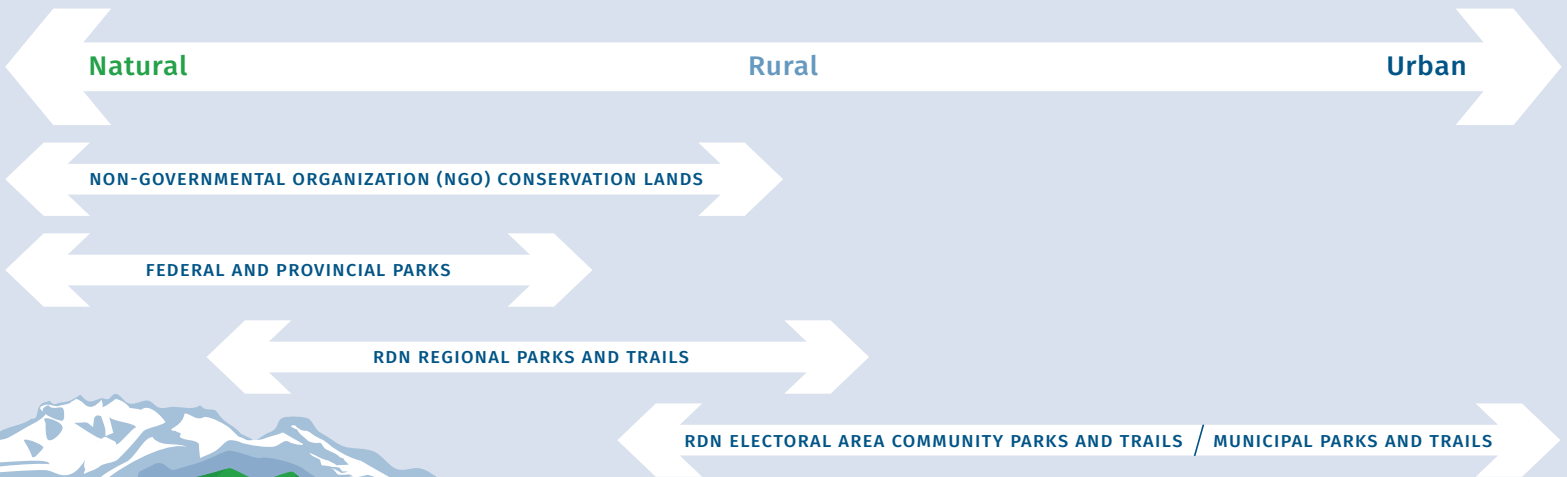 Natural Rural Urban
NON-GOVERNMENTAL ORGANIZATION (NGO) CONSERVATION LANDS
FEDERAL AND PROVINCIAL PARKS
RDN REGIONAL PARKS AND TRAILS
RDN ELECTORAL AREA COMMUNITY PARKS AND TRAILS / MUNICIPAL PARKS AND TRAILS